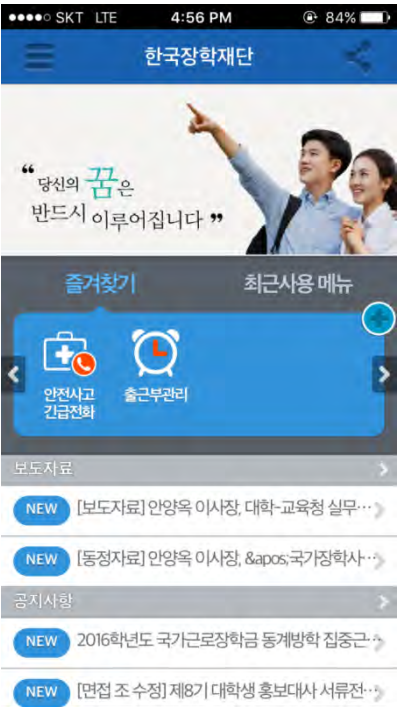 SKT LTE 4:56 PM 84%
한국장학재단
“ 당신의 꿈은
반드시 이루어집니다 ”
즐겨찾기 최근사용 메뉴
안전사고 출근부관리
긴급전화
보도자료
NEW [보도자료] 안양옥 이사장, 대학-교육청 실무…
NEW [동정자료] 안양옥 이사장, &apos;국가장학사…
공지사항
NEW 2016학년도 국가근로장학금 동계방학 집중근…
NEW [면접 조 수정] 제8기 대학생 홍보대사 서류전…